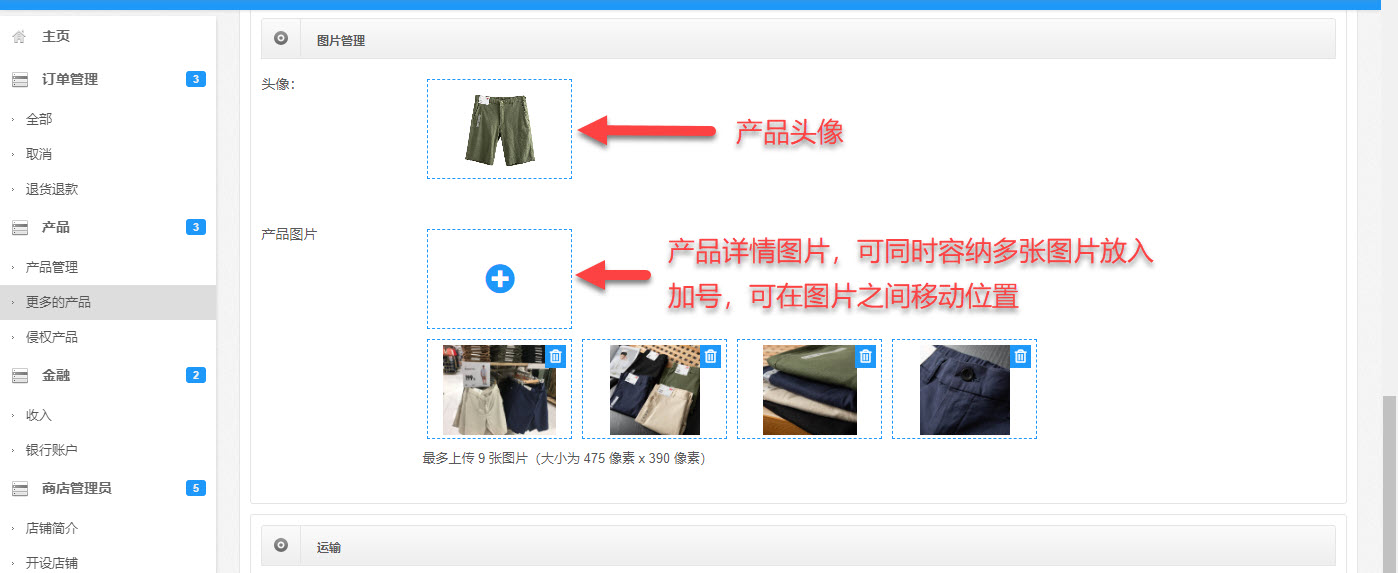 主页
订单管理 3
全部
取消
退货退款
产品 3
产品管理
更多的产品
侵权产品
金融 2
收入
银行账户
商店管理员 5
店铺简介
开设店铺
图片管理
头像:
产品头像
产品图片
产品详情图片，可同时容纳多张图片放入
加号，可在图片之间移动位置
最多上传 9 张图片（大小为 475 像素 x 390 像素）
运输